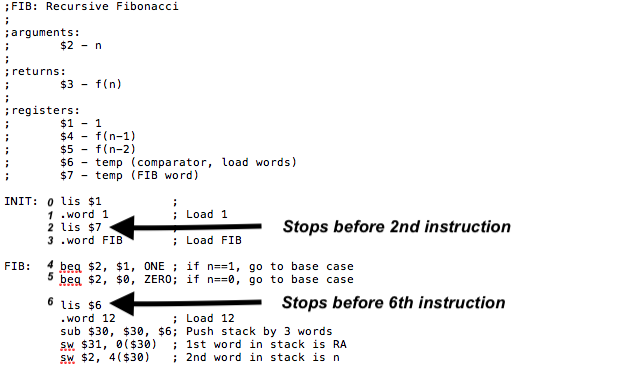 ;FIB: Recursive Fibonacci
;
;arguments:
; $2 - n
;
;returns:
; $3 - f(n)
;
;registers:
; $1 - 1
; $4 - f(n-1)
; $5 - f(n-2)
; $6 - temp (comparator, load words)
; $7 - temp (FIB word)
INIT: 0 lis $1 ;
1 .word 1 ; Load 1
2 lis $7 Stops before 2nd instruction
3 .word FIB ; Load FIB
FIB: 4 beq $2, $1, ONE ; if n==1, go to base case
5 beq $2, $0, ZERO; if n==0, go to base case
6 lis $6 Stops before 6th instruction
.word 12 ; Load 12
sub $30, $30, $6; Push stack by 3 words
sw $31, 0($30) ; 1st word in stack is RA
sw $2, 4($30) ; 2nd word in stack is n